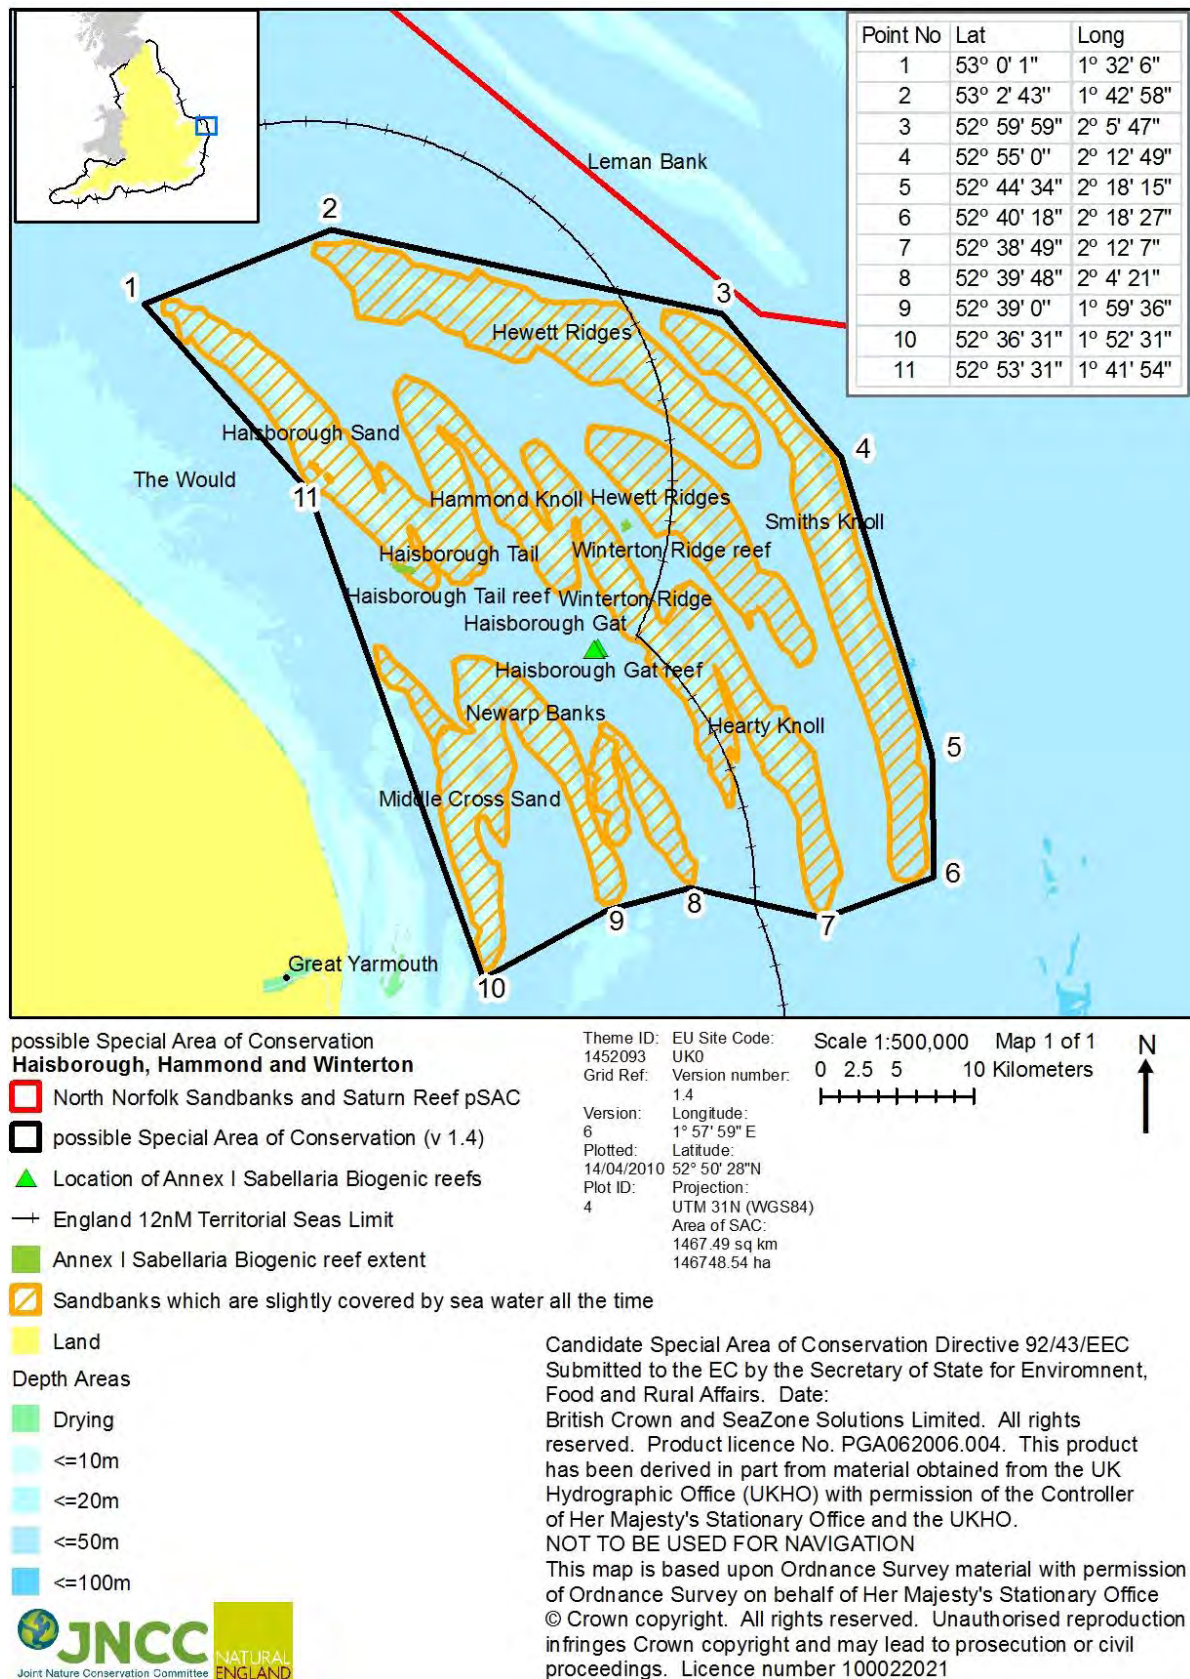 Point No Lat Long
1 53° 0' 1" 1° 32' 6"
2 53° 2' 43" 1° 42' 58"
3 52° 59' 59" 2° 5' 47"
4 52° 55' 0" 2° 12' 49"
5 52° 44' 34" 2° 18' 15"
6 52° 40' 18" 2° 18' 27"
7 52° 38' 49" 2° 12' 7"
8 52° 39' 48" 2° 4' 21"
9 52° 39' 0" 1° 59' 36"
10 52° 36' 31" 1° 52' 31"
11 52° 53' 31" 1° 41' 54"
Leman Bank
2
1
3
Hewett Ridges
Haisborough Sand
4
The Would
11
Hammond Knoll
Hewett Ridges
Smiths Knoll
Haisborough Tail
Winterton Ridge reef
Haisborough Tail reef
Winterton Ridge
Haisborough Gat
Haisborough Gat reef
Newarp Banks
Hearty Knoll
5
Middle Cross Sand
6
8
9
7
Great Yarmouth
10
possible Special Area of Conservation
Haisborough, Hammond and Winterton
North Norfolk Sandbanks and Saturn Reef pSAC
possible Special Area of Conservation (v 1.4)
Location of Annex I Sabellaria Biogenic reefs
England 12nM Territorial Seas Limit
Annex I Sabellaria Biogenic reef extent
Sandbanks which are slightly covered by sea water all the time
Land
Depth Areas
Drying
<=10m
<=20m
<=50m
<=100m
Theme ID: EU Site Code:
1452093 UK0
Grid Ref: Version number:
1.4
Version: Longitude:
6 1° 57' 59" E
Plotted: Latitude:
14/04/2010 52° 50' 28"N
Plot ID: Projection:
4 UTM 31N (WGS84)
Area of SAC:
1467.49 sq km
146748.54 ha
Scale 1:500,000 Map 1 of 1
0 2.5 5 10 Kilometers
N
Candidate Special Area of Conservation Directive 92/43/EEC
Submitted to the EC by the Secretary of State for Enviromnent,
Food and Rural Affairs. Date:
British Crown and SeaZone Solutions Limited. All rights
reserved. Product licence No. PGA062006.004. This product
has been derived in part from material obtained from the UK
Hydrographic Office (UKHO) with permission of the Controller
of Her Majesty's Stationary Office and the UKHO.
NOT TO BE USED FOR NAVIGATION
This map is based upon Ordnance Survey material with permission
of Ordnance Survey on behalf of Her Majesty's Stationary Office
© Crown copyright. All rights reserved. Unauthorised reproduction
infringes Crown copyright and may lead to prosecution or civil
proceedings. Licence number 100022021
JNCC
Joint Nature Conservation Committee
NATURAL
ENGLAND